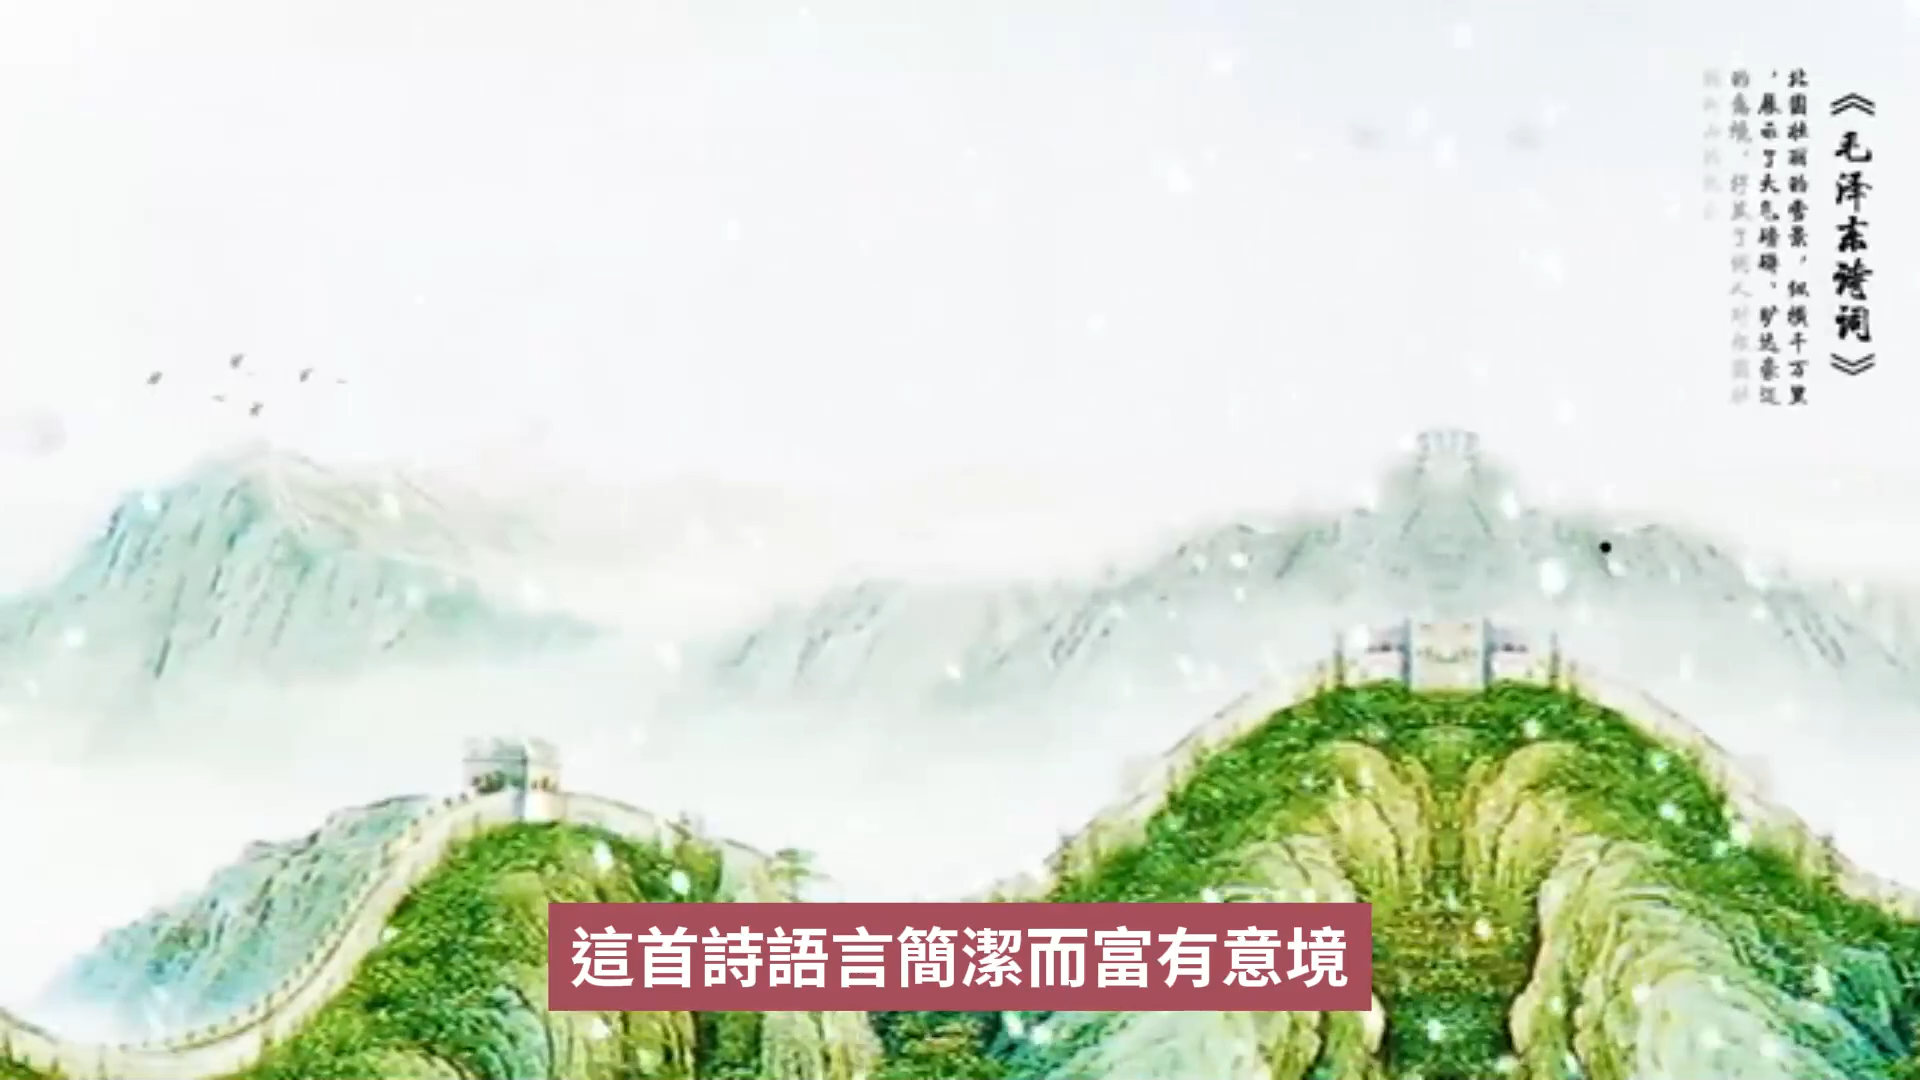 《毛泽东诗词》
北国壮丽的雪景，纵横千万里
，展示了大气磅礴、旷达豪迈
的意境，抒发了词人对祖国壮
這首詩語言簡潔而富有意境